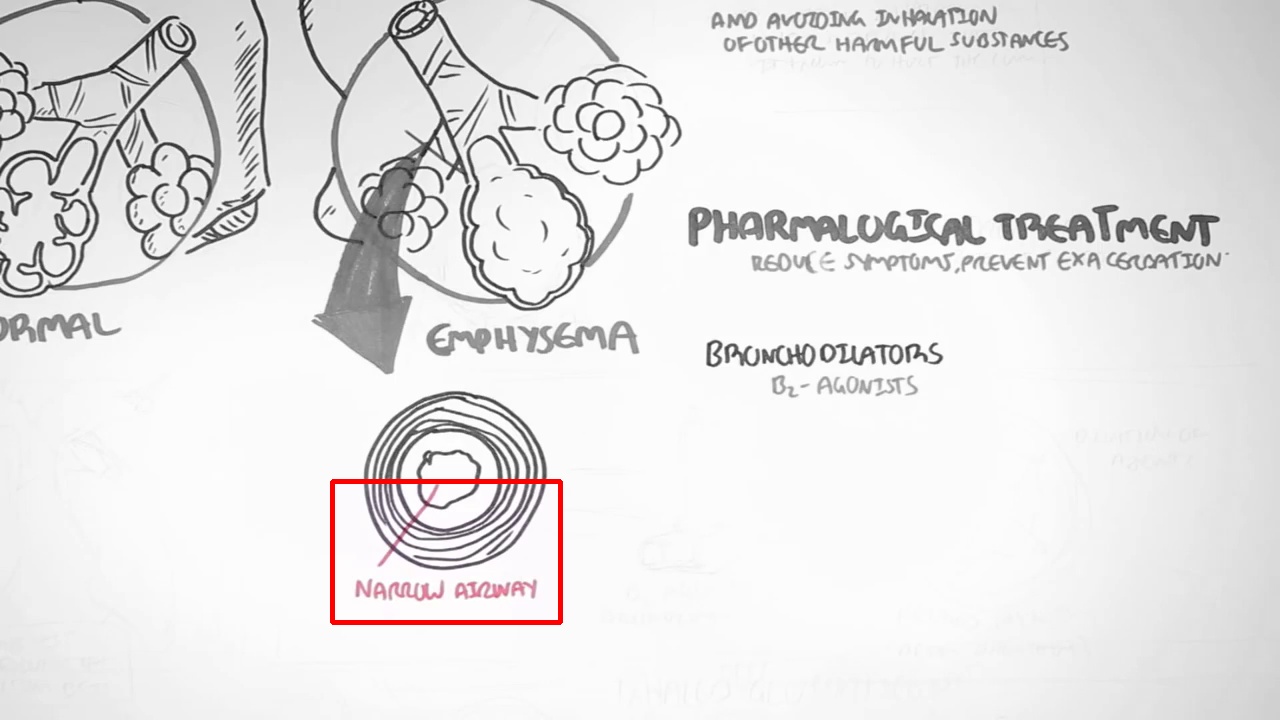 AND AVOIDING INHALATION
OF OTHER HARMFUL SUBSTANCES
PHARMALOGICAL TREATMENT
REDUCE SYMPTOMS, PREVENT EXACERBATION
ORMAL
EMPHYSEMA
BRONCHODILATORS
B2- AGONISTS
NARROW AIRWAY